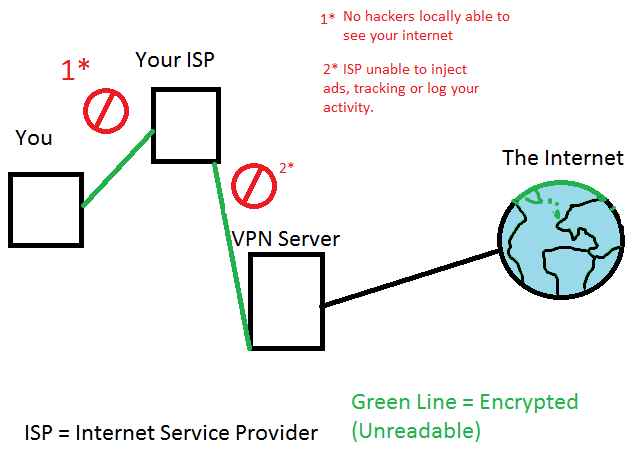 1* No hackers locally able to
see your internet
2* ISP unable to inject
ads, tracking or log your
activity.
Your ISP
1*
You
2*
The Internet
VPN Server
Green Line = Encrypted
(Unreadable)
ISP = Internet Service Provider